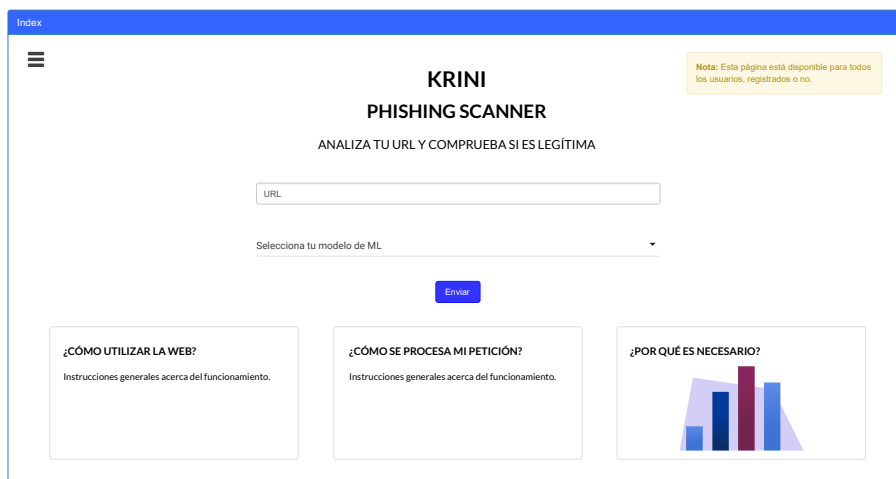 Index
KRINI
PHISHING SCANNER
ANALIZA TU URL Y COMPRUEBA SI ES LEGÍTIMA
Nota: Esta página está disponible para todos
los usuarios, registrados o no.
URL
Selecciona tu modelo de ML
Enviar
¿CÓMO UTILIZAR LA WEB?
Instrucciones generales acerca del funcionamiento.
¿CÓMO SE PROCESA MI PETICIÓN?
Instrucciones generales acerca del funcionamiento.
¿POR QUÉ ES NECESARIO?